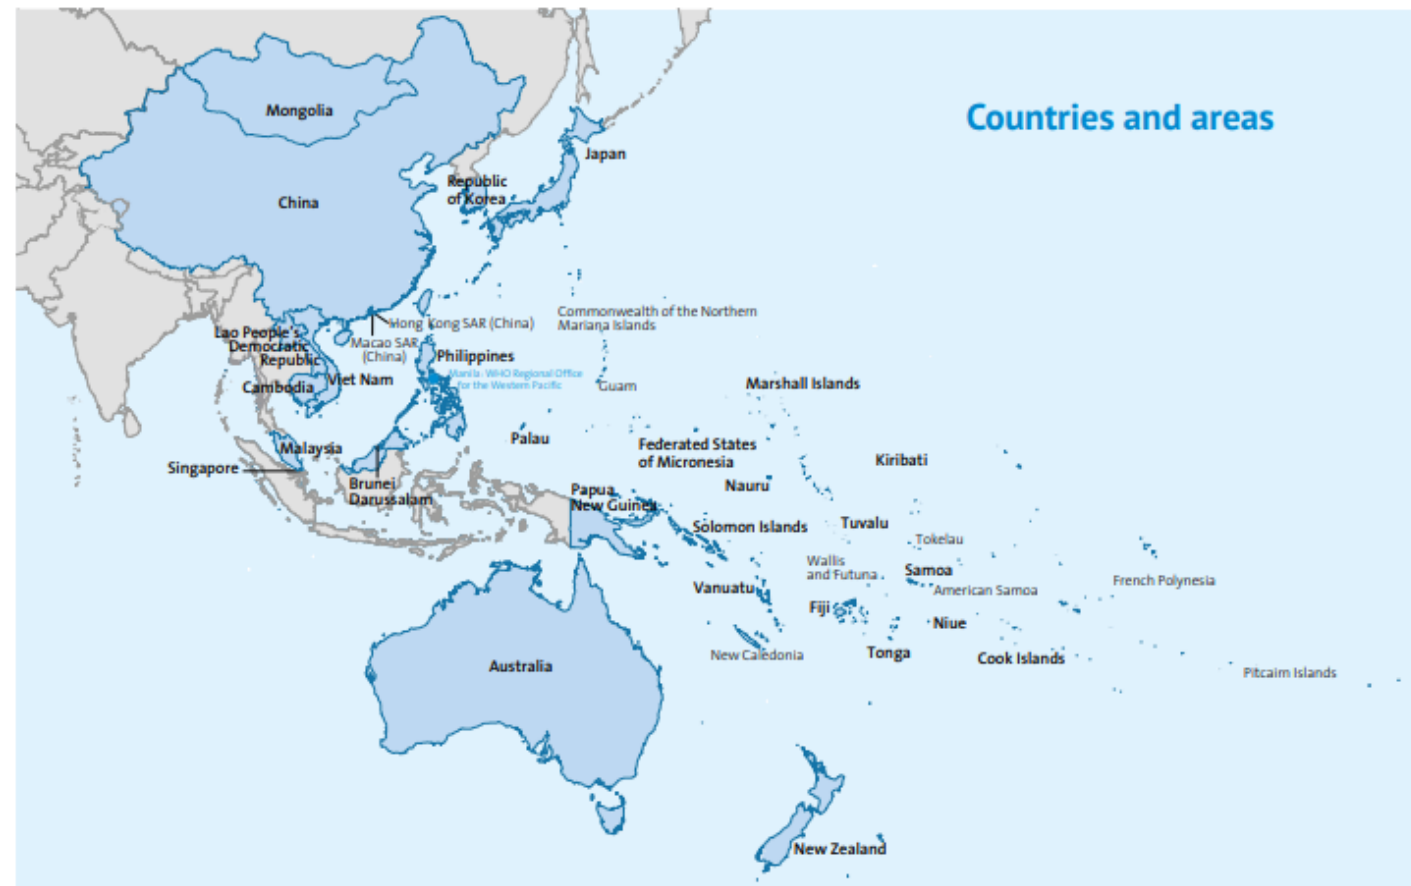 Countries and areas
Mongolia
Japan
Republic
of Korea
China
Commonwealth of the Northern
Mariana Islands
Hong Kong SAR (China)
Lao People's
Democratic
Republic
Macao SAR
(China)
Philippines
Manila: WHO Regional Office
for the Western Pacific
Viet Nam
Cambodia
Guam
Marshall Islands
Palau
Federated States
of Micronesia
Malaysia
Kiribati
Singapore
Brunei
Darussalam
Nauru
Papua
New Guinea
Solomon Islands
Tuvalu
Tokelau
Wallis
and Futuna
Samoa
French Polynesia
Vanuatu
American Samoa
Fiji
Niue
New Caledonia
Tonga
Cook Islands
Australia
Pitcairn Islands
New Zealand